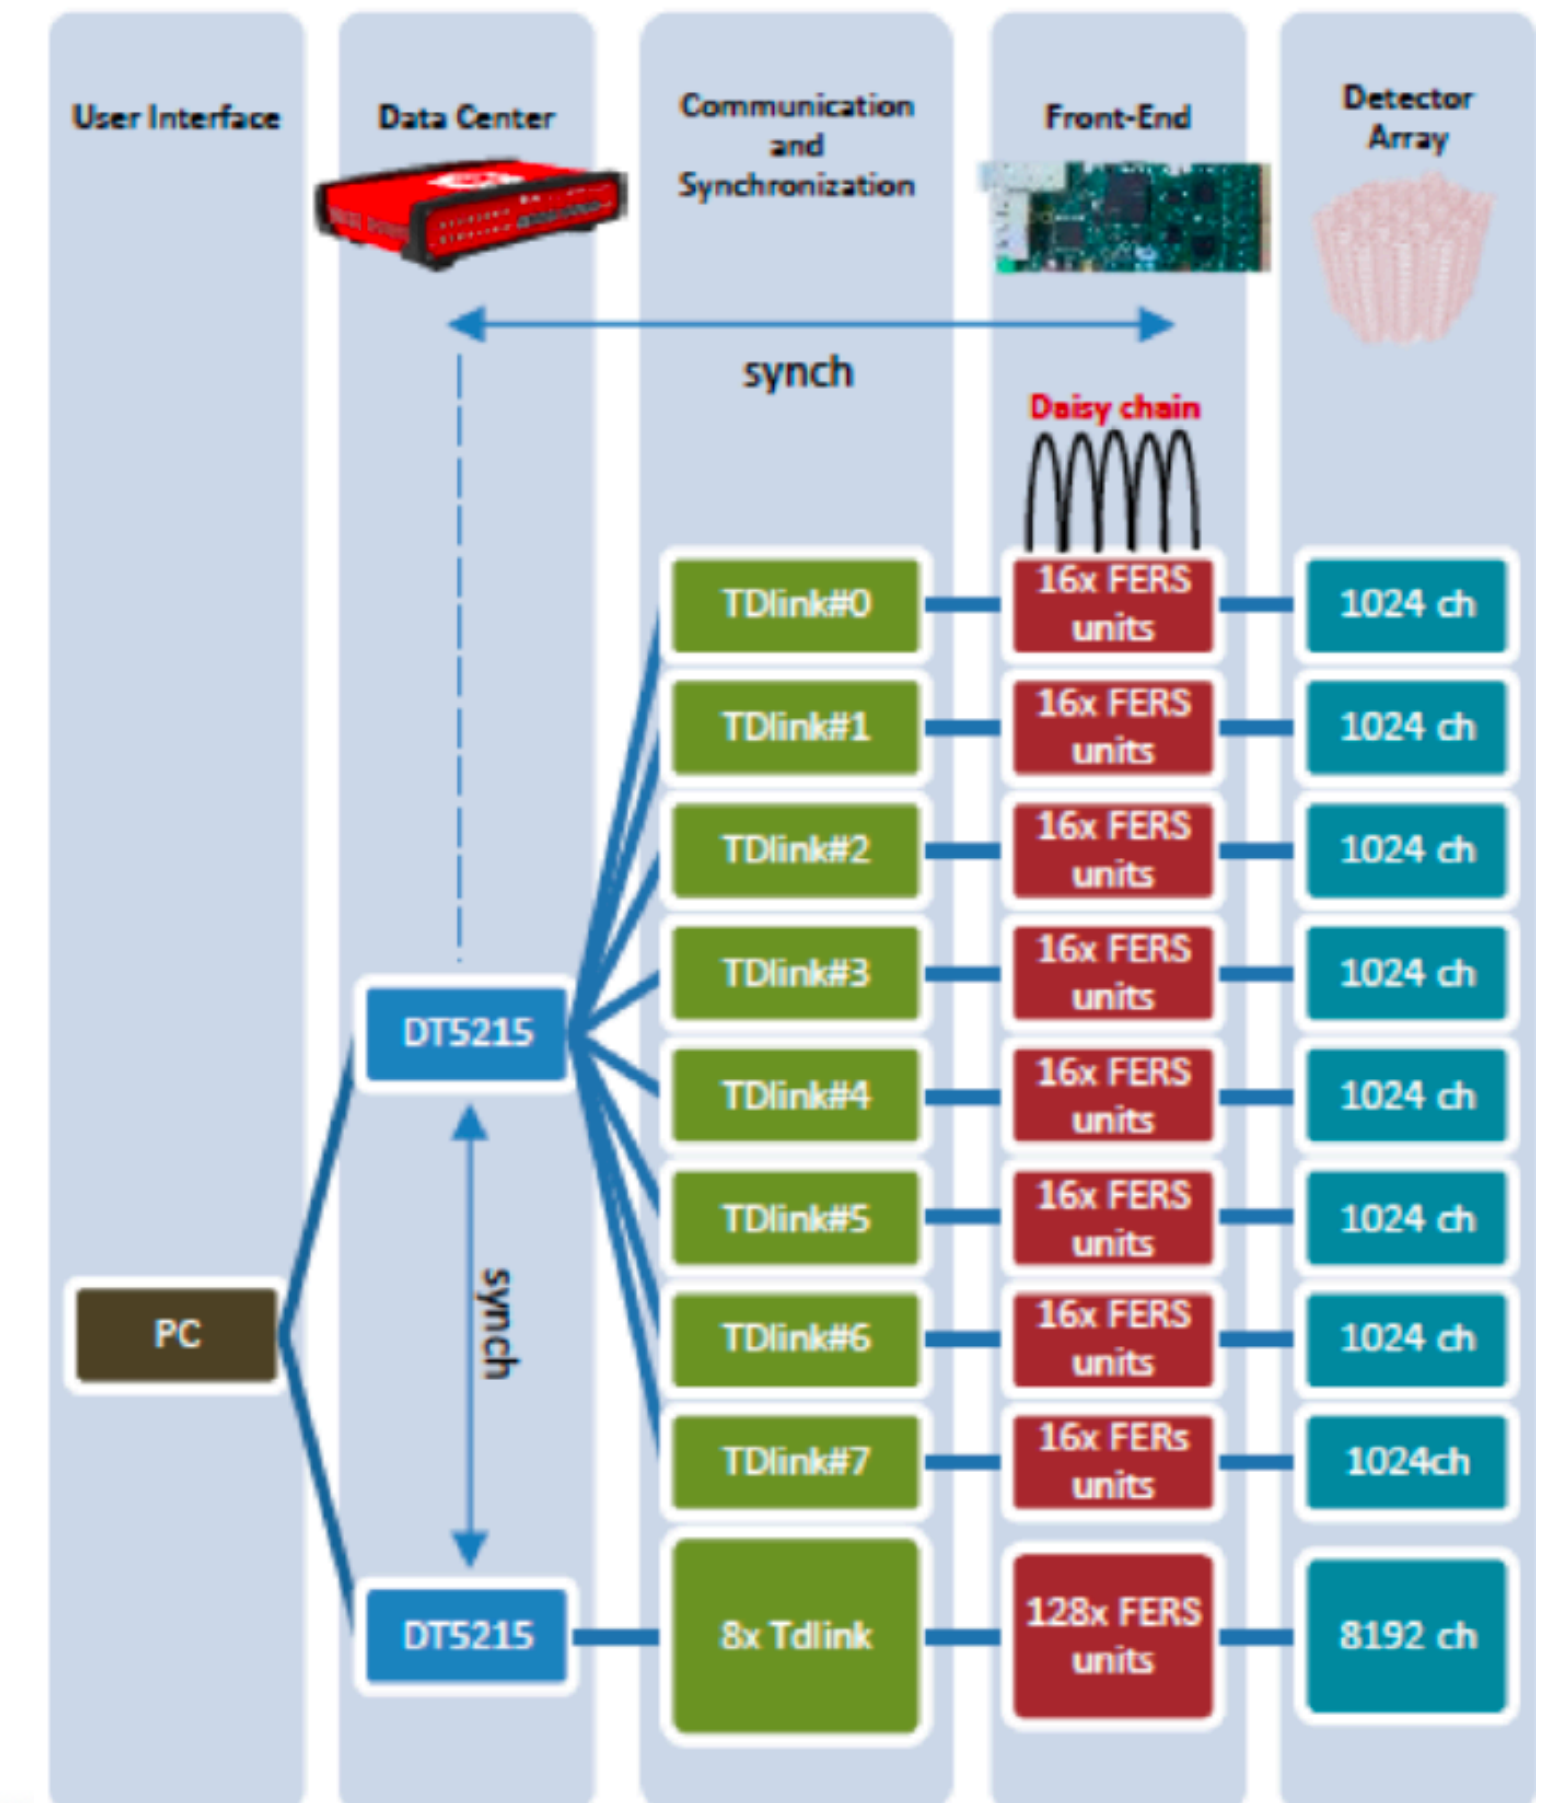 User Interface
Data Center
Communication
and
Synchronization
Front-End
Detector
Array
synch
Daisy chain
TDlink#0
16x FERS
units
1024 ch
TDlink#1
16x FERS
units
1024 ch
TDlink#2
16x FERS
units
1024 ch
TDlink#3
16x FERS
units
1024 ch
DT5215
TDlink#4
16x FERS
units
1024 ch
TDlink#5
16x FERS
units
1024 ch
synch
PC
TDlink#6
16x FERS
units
1024 ch
TDlink#7
16x FERs
units
1024ch
DT5215
8x Tdlink
128x FERS
units
8192 ch